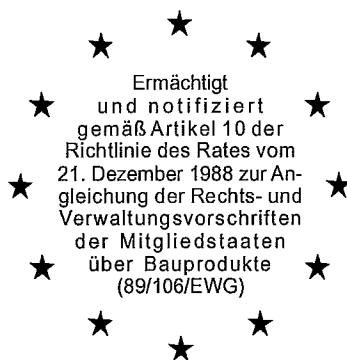 Ermächtigt
und notifiziert
gemäß Artikel 10 der
Richtlinie des Rates vom
21. Dezember 1988 zur An-
gleichung der Rechts- und
Verwaltungsvorschriften
der Mitgliedstaaten
über Bauprodukte
(89/106/EWG)